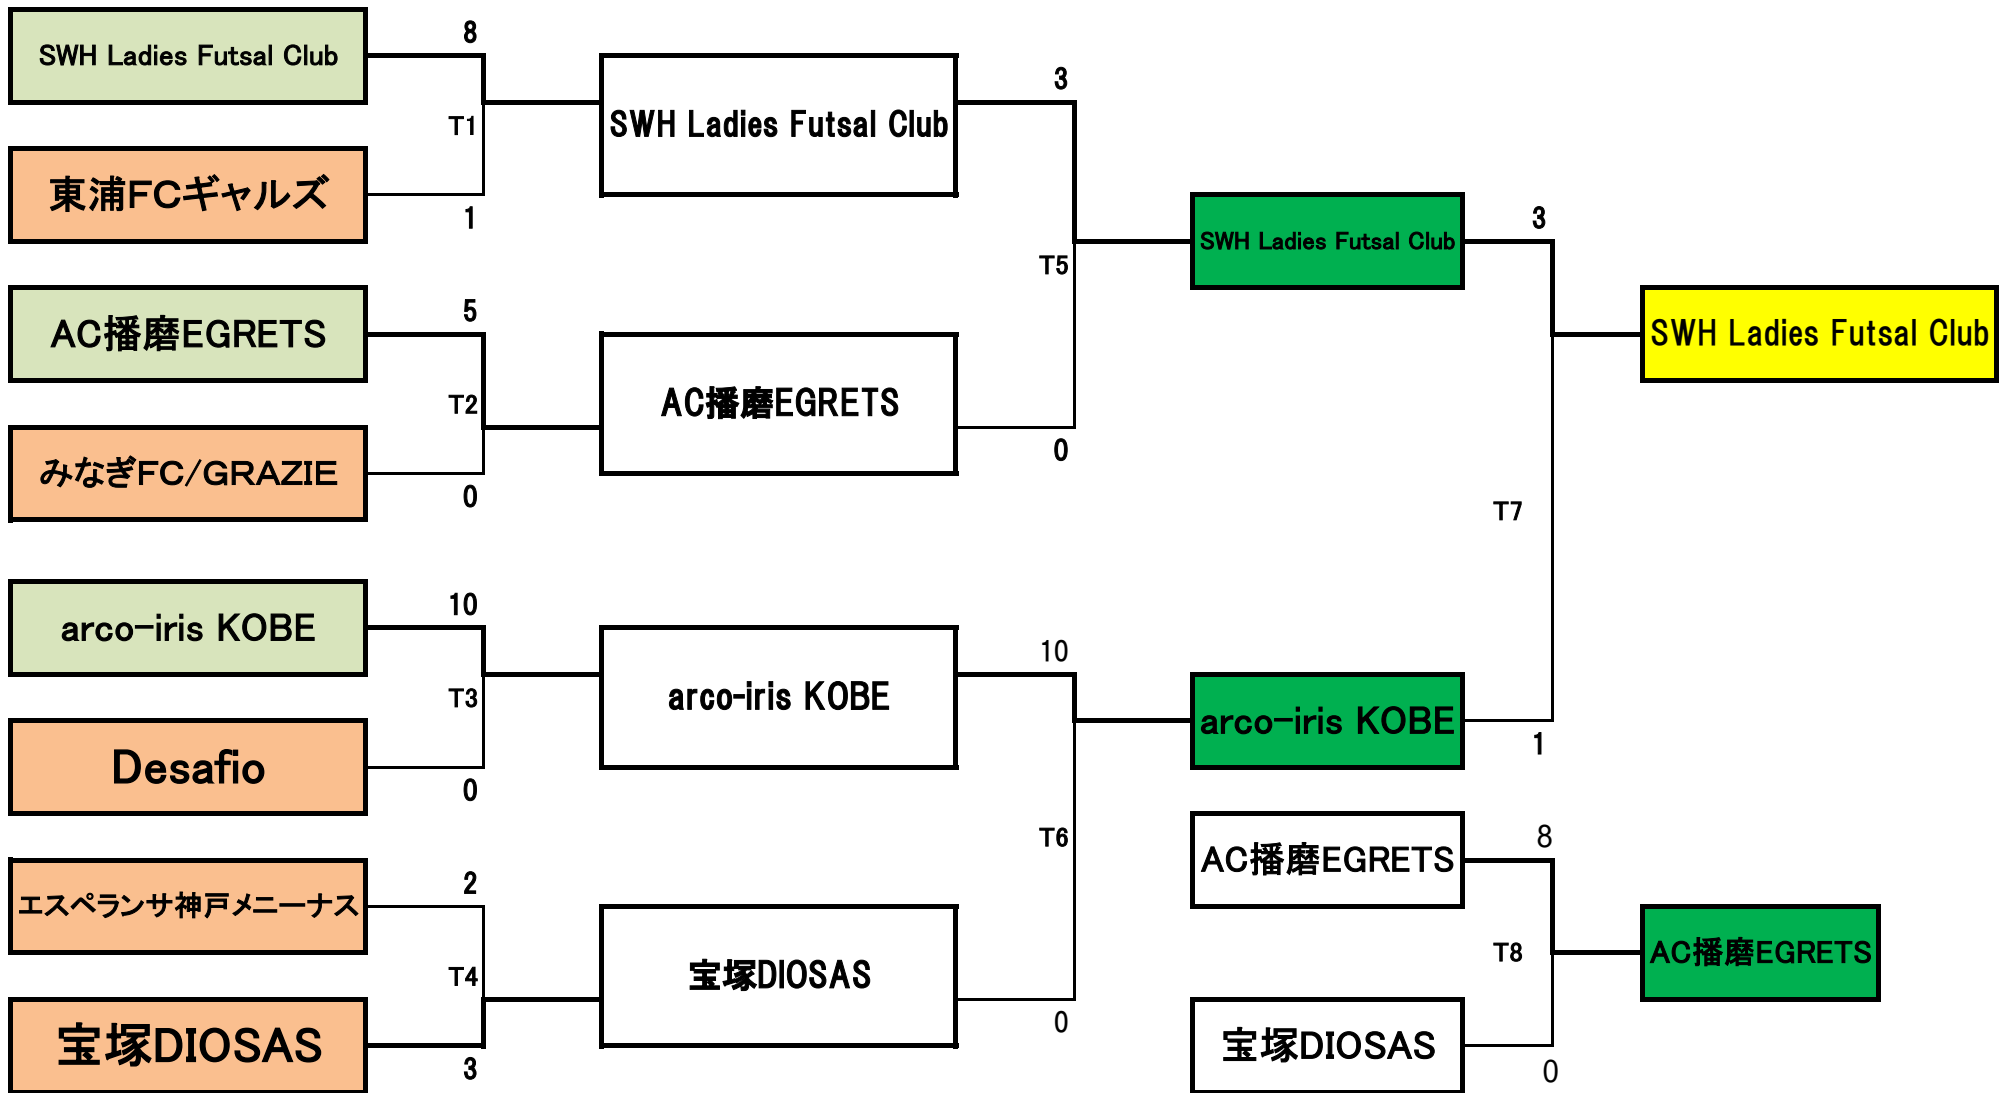 SWH Ladies Futsal Club
8
T1
東浦FCギャルズ
1
AC播磨EGRETS
5
T2
みなぎFC/GRAZIE
0
arco-iris KOBE
10
T3
Desafio
0
エスペランサ神戸メニーナス
2
T4
宝塚DIOSAS
3
SWH Ladies Futsal Club
3
T5
AC播磨EGRETS
0
arco-iris KOBE
10
T6
宝塚DIOSAS
0
SWH Ladies Futsal Club
3
T7
arco-iris KOBE
1
SWH Ladies Futsal Club
AC播磨EGRETS
8
T8
宝塚DIOSAS
0
AC播磨EGRETS